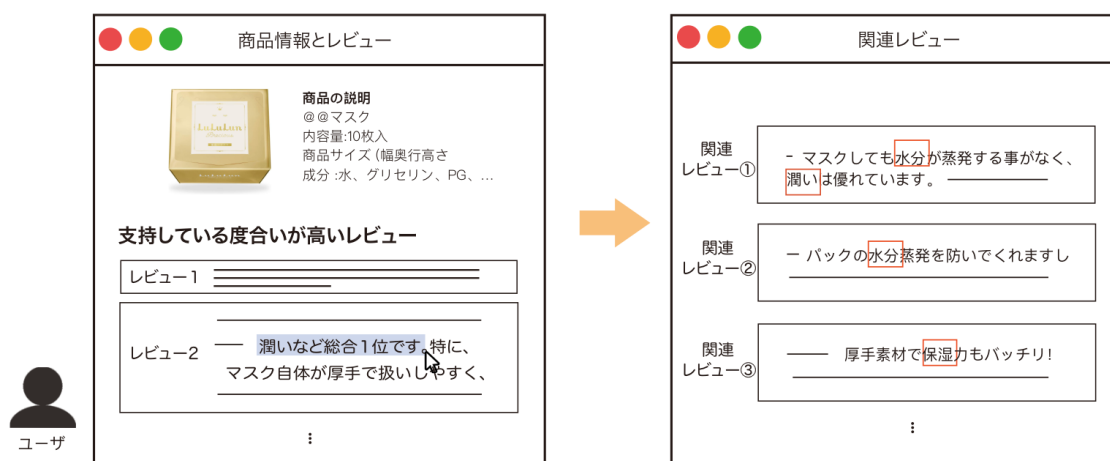 商品情報とレビュー
LuLuLun
商品の説明
@@マスク
内容量:10枚入
商品サイズ (幅奥行高さ
成分 :水、グリセリン、PG、...
支持している度合いが高いレビュー
レビュー1
レビュー2
潤いなど総合1位です。特に、
マスク自体が厚手で扱いしやすく、
ユーザ
関連レビュー
関連
レビュー①
- マスクしても水分が蒸発する事がなく、
潤いは優れています。
関連
レビュー②
ー パックの水分蒸発を防いでくれますし
関連
レビュー③
厚手素材で保湿力もバッチリ!